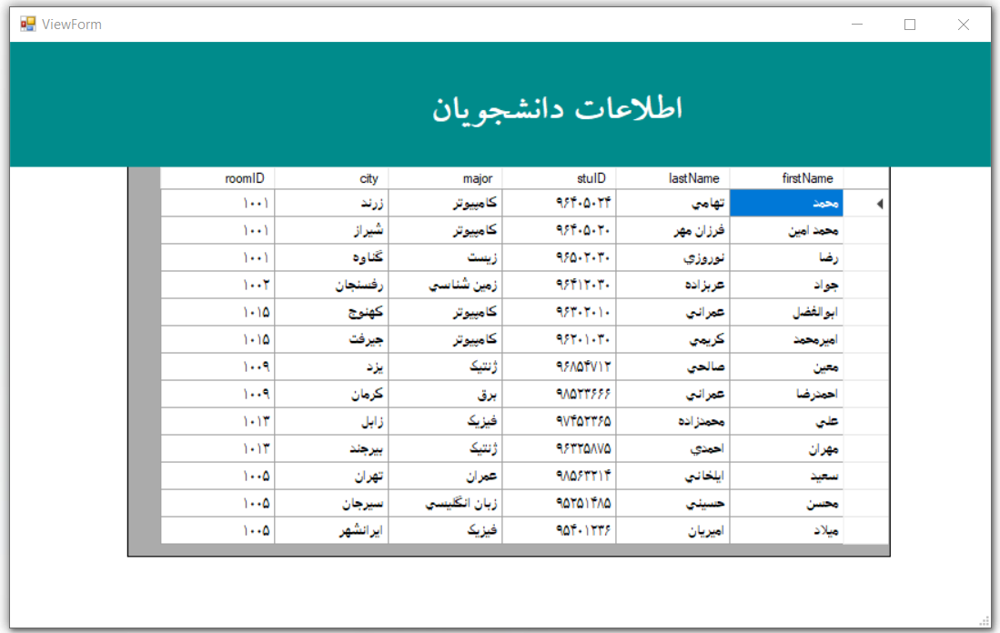 ViewForm
اطلاعات دانشجویان
firstName lastName stuID major city roomID
محمد تهامي ۹۶۴۰۵۰۲۴ کامپیوتر زرند ۱۰۰۱
محمد امین فرزان مهر ۹۶۴۰۵۰۲۰ کامپیوتر شیراز ۱۰۰۱
رضا نوروزي ۹۶۵۰۲۰۳۰ زیست گناوه ۱۰۰۱
جواد عربزاده ۹۶۴۱۲۰۳۰ زمین شناسي رفسنجان ۱۰۰۲
ابوالفضل عمراني ۹۶۳۰۲۰۱۰ کامپیوتر کهنوج ۱۰۱۵
امیرمحمد کریمي ۹۶۲۰۱۰۳۰ کامپیوتر جیرفت ۱۰۱۵
معین صالحي ۹۶۸۵۴۷۱۲ ژنتیک یزد ۱۰۰۹
احمدرضا عمراني ۹۸۵۲۳۶۶۶ برق کرمان ۱۰۰۹
علي محمدزاده ۹۷۴۵۲۳۶۵ فیزیک زابل ۱۰۱۳
مهران احمدي ۹۶۳۲۵۸۷۵ ژنتیک بیرجند ۱۰۱۳
سعید ایلخاني ۹۸۵۶۳۲۱۴ عمران تهران ۱۰۰۵
محسن حسیني ۹۵۲۵۱۴۸۵ زبان انگلیسي سیرجان ۱۰۰۵
میلاد امیریان ۹۵۴۰۱۲۳۶ فیزیک ایرانشهر ۱۰۰۵